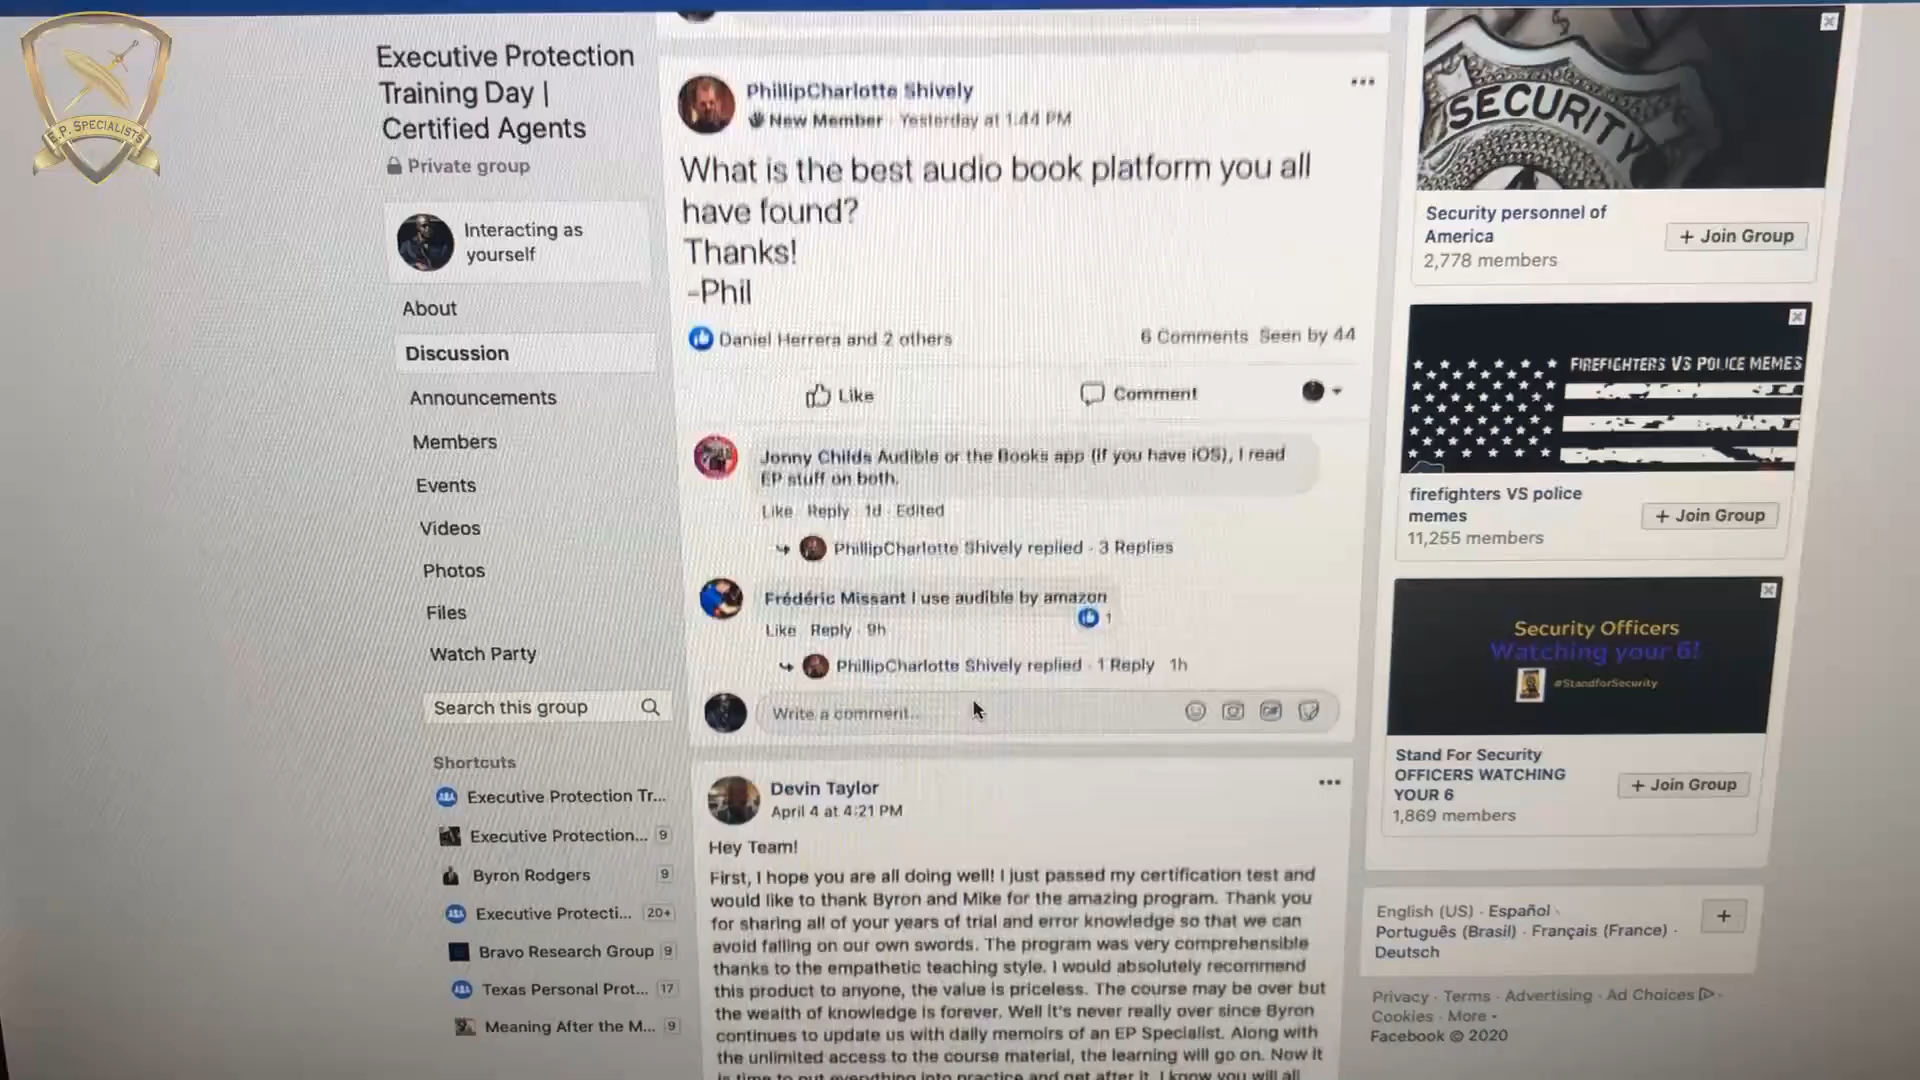 E.P. SPECIALISTS
Executive Protection
Training Day |
Certified Agents
Private group
Interacting as
yourself
About
Discussion
Announcements
Members
Events
Videos
Photos
Files
Watch Party
Search this group
Shortcuts
Executive Protection Tr...
Executive Protection... 9
Byron Rodgers 9
Executive Protecti... 20+
Bravo Research Group 9
Texas Personal Prot... 17
Meaning After the M... 9
PhillipCharlotte Shively
New Member · Yesterday at 1:44 PM
What is the best audio book platform you all
have found?
Thanks!
-Phil
Daniel Herrera and 2 others
6 Comments Seen by 44
Like
Comment
Jonny Childs Audible or the Books app (if you have iOS), I read
EP stuff on both.
Like · Reply · 1d · Edited
PhillipCharlotte Shively replied · 3 Replies
Frédéric Missant I use audible by amazon
1
Like · Reply · 9h
PhillipCharlotte Shively replied · 1 Reply 1h
Write a comment...
GIF
Devin Taylor
April 4 at 4:21 PM
Hey Team!
First, I hope you are all doing well! I just passed my certification test and
would like to thank Byron and Mike for the amazing program. Thank you
for sharing all of your years of trial and error knowledge so that we can
avoid falling on our own swords. The program was very comprehensible
thanks to the empathetic teaching style. I would absolutely recommend
this product to anyone, the value is priceless. The course may be over but
the wealth of knowledge is forever. Well it's never really over since Byron
continues to update us with daily memoirs of an EP Specialist. Along with
the unlimited access to the course material, the learning will go on. Now it
is time to put everything into practice and get after it. I know you will all
SECURITY
Security personnel of
America
2,778 members
+ Join Group
FIREFIGHTERS VS POLICE MEMES
firefighters VS police
memes
11,255 members
+ Join Group
Security Officers
Watching your 6!
#StandforSecurity
Stand For Security
OFFICERS WATCHING
YOUR 6
1,869 members
+ Join Group
English (US) · Español ·
Português (Brasil) · Français (France) ·
Deutsch
+
Privacy · Terms · Advertising · Ad Choices ·
Cookies · More
Facebook © 2020